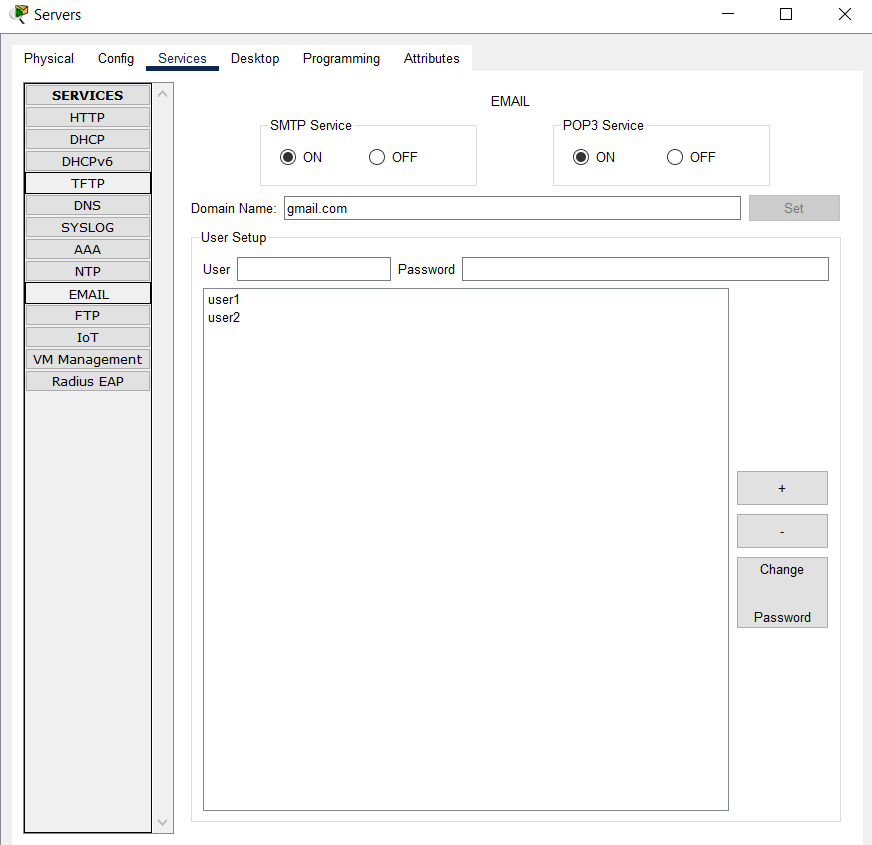 Servers
Physical Config Services Desktop Programming Attributes
SERVICES
HTTP
DHCP
DHCPv6
TFTP
DNS
SYSLOG
AAA
NTP
EMAIL
FTP
IoT
VM Management
Radius EAP
EMAIL
SMTP Service
ON OFF
POP3 Service
ON OFF
Domain Name: gmail.com Set
User Setup
User Password
user1
user2
+
-
Change
Password